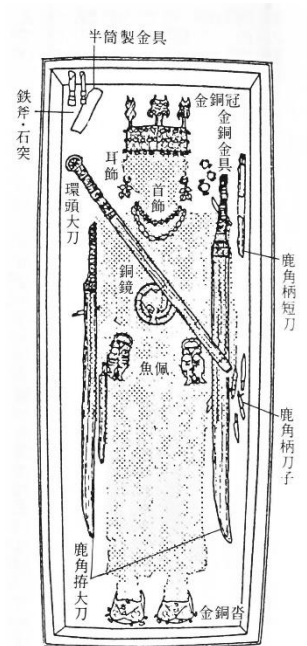 半筒製金具
鉄斧・石突
金銅冠
金銅金具
耳飾
首飾
環頭大刀
鹿角柄短刀
銅鏡
魚佩
鹿角柄刀子
鹿角拵大刀
金銅沓